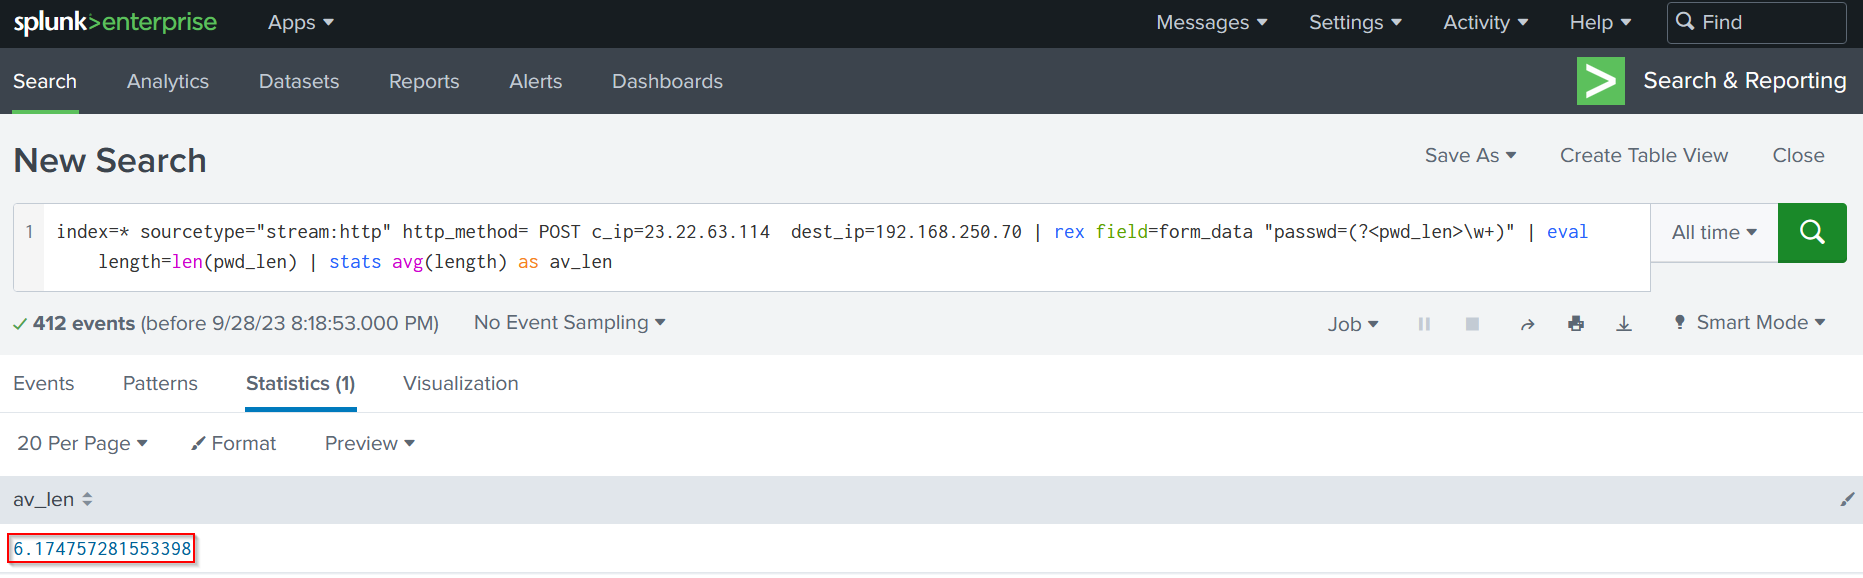 splunk>enterprise Apps Messages Settings Activity Help Find
Search Analytics Datasets Reports Alerts Dashboards Search & Reporting
New Search Save As Create Table View Close
1 index=* sourcetype="stream:http" http_method= POST c_ip=23.22.63.114  dest_ip=192.168.250.70 | rex field=form_data "passwd=(?<pwd_len>\w+)" | eval All time
length=len(pwd_len) | stats avg(length) as av_len
412 events (before 9/28/23 8:18:53.000 PM) No Event Sampling Job Smart Mode
Events Patterns Statistics (1) Visualization
20 Per Page Format Preview
av_len
6.174757281553398